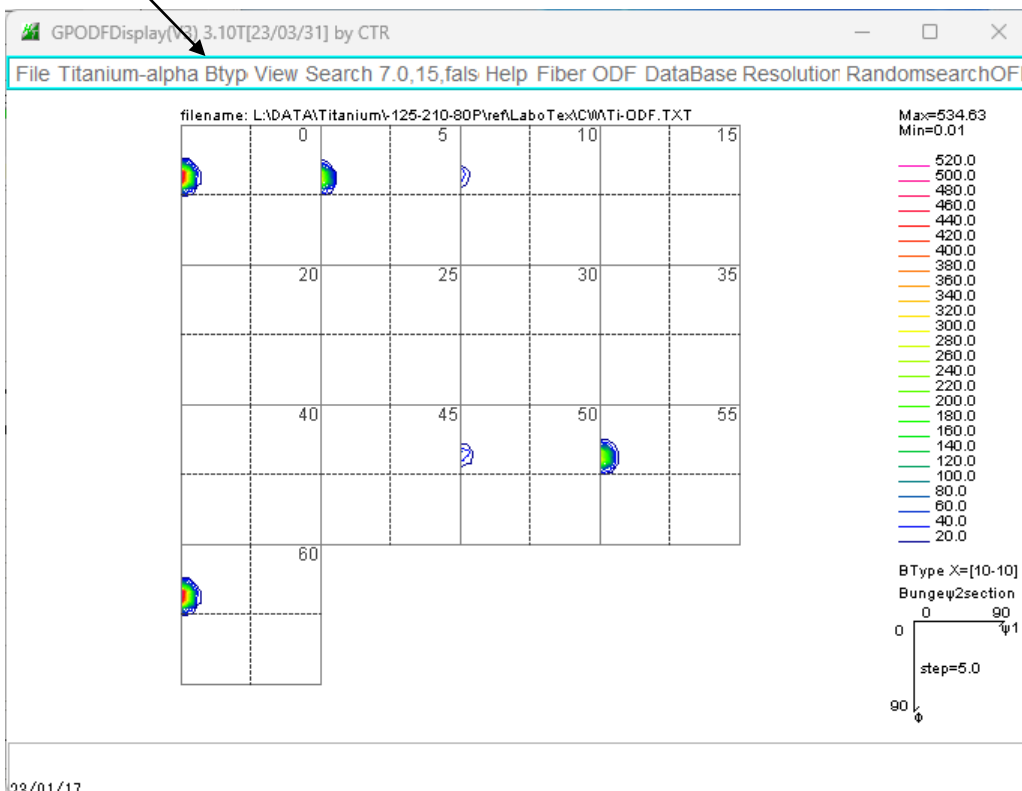 GPODFDisplay(V3) 3.10T[23/03/31] by CTR
File Titanium-alpha Btyp View Search 7.0,15,fals Help Fiber ODF DataBase Resolution RandomsearchOFF
filename: L:\DATA\Titanium\-125-210-80P\ref\LaboTex\CW\Ti-ODF.TXT
Max=534.63
Min=0.01
0 5 10 15
20 25 30 35
40 45 50 55
60
520.0
500.0
480.0
460.0
440.0
420.0
400.0
380.0
360.0
340.0
320.0
300.0
280.0
260.0
240.0
220.0
200.0
180.0
160.0
140.0
120.0
100.0
80.0
60.0
40.0
20.0
BType X=[10-10]
Bungeψ2section
0 90
0 ψ1
step=5.0
90
Φ
23/01/17